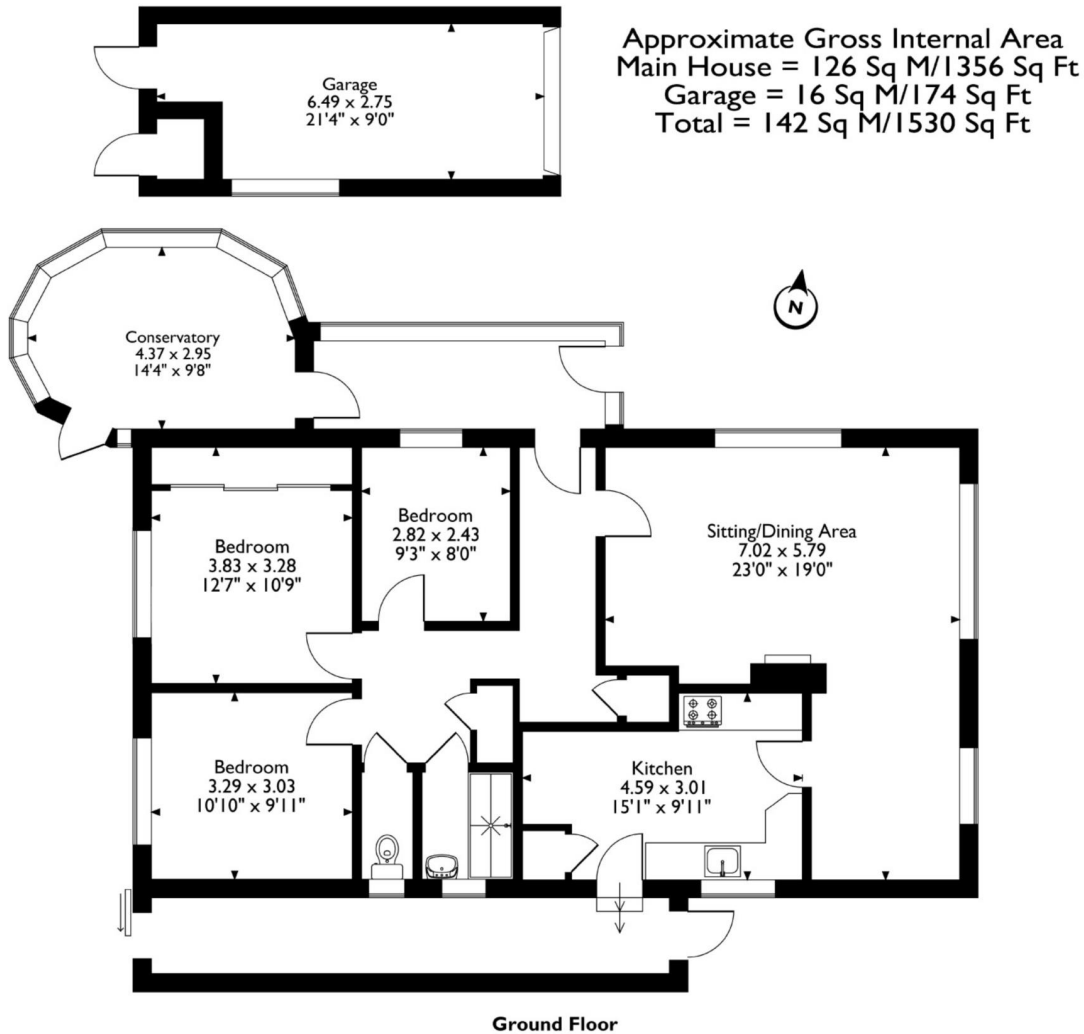 Approximate Gross Internal Area
Main House = 126 Sq M/1356 Sq Ft
Garage = 16 Sq M/174 Sq Ft
Total = 142 Sq M/1530 Sq Ft
Garage
6.49 x 2.75
21'4" x 9'0"
N
Conservatory
4.37 x 2.95
14'4" x 9'8"
Bedroom
3.83 x 3.28
12'7" x 10'9"
Bedroom
2.82 x 2.43
9'3" x 8'0"
Sitting/Dining Area
7.02 x 5.79
23'0" x 19'0"
Bedroom
3.29 x 3.03
10'10" x 9'11"
Kitchen
4.59 x 3.01
15'1" x 9'11"
Ground Floor